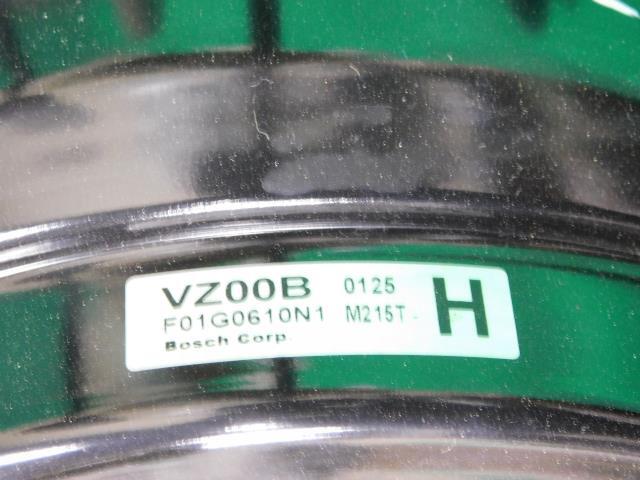 VZ00B 0125 H
F01G0610N1 M215T-
Bosch Corp.